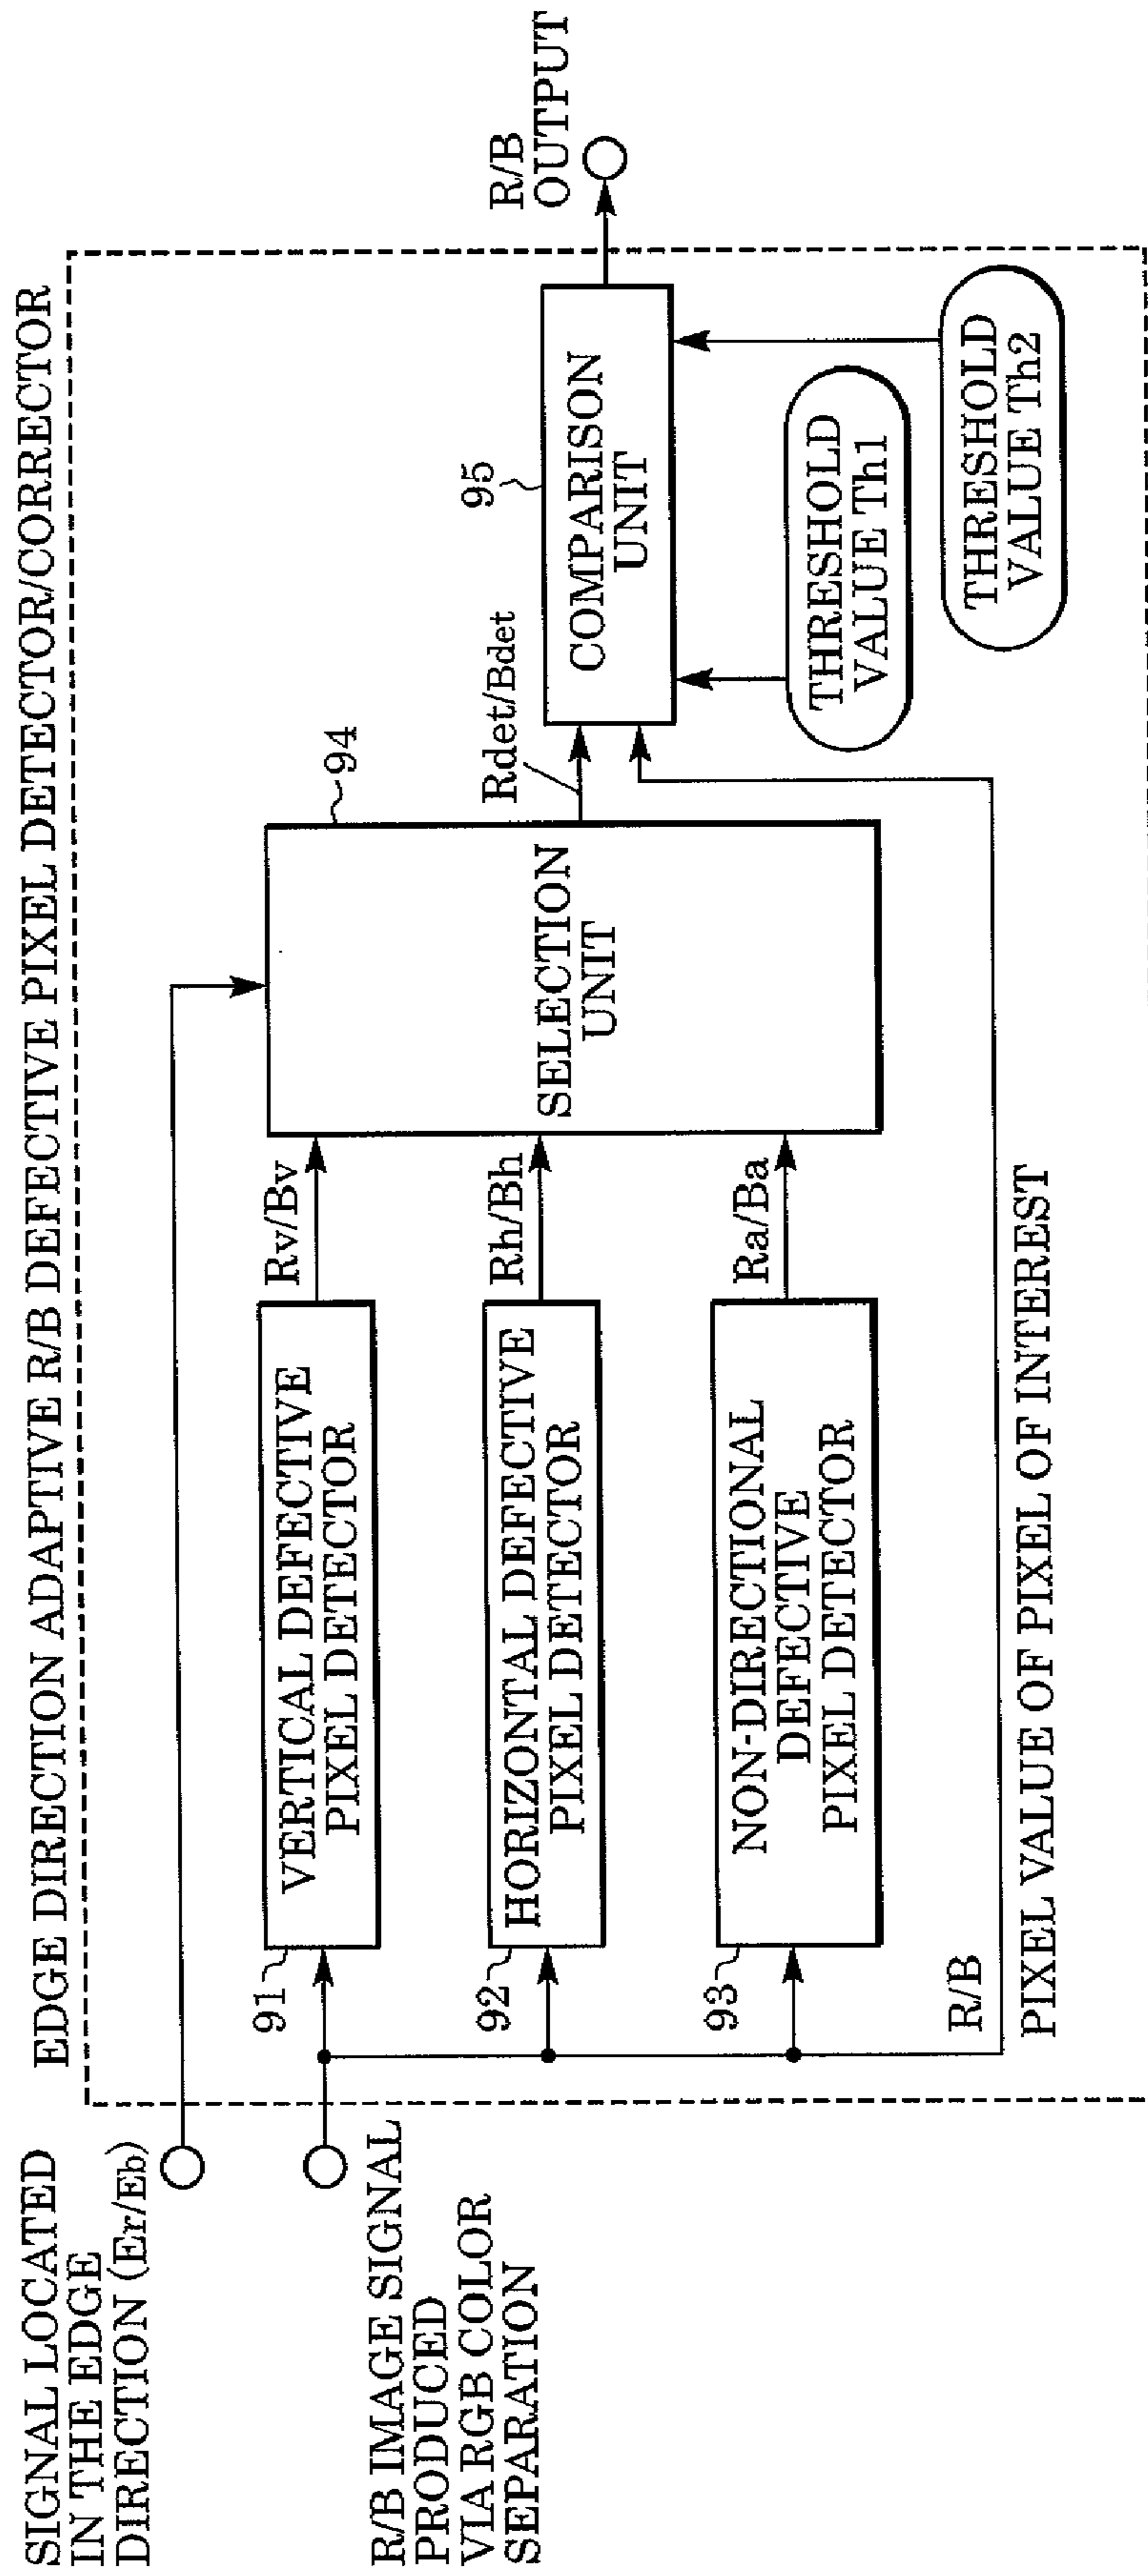 EDGE DIRECTION ADAPTIVE R/B DEFECTIVE PIXEL DETECTOR/CORRECTOR
SIGNAL LOCATED
IN THE EDGE
DIRECTION (Er/Eb)
R/B IMAGE SIGNAL
PRODUCED
VIA RGB COLOR
SEPARATION
91
VERTICAL DEFECTIVE
PIXEL DETECTOR
Rv/Bv
92
HORIZONTAL DEFECTIVE
PIXEL DETECTOR
Rh/Bh
93
NON-DIRECTIONAL
DEFECTIVE
PIXEL DETECTOR
Ra/Ba
94
SELECTION
UNIT
Rdet/Bdet
95
COMPARISON
UNIT
R/B
OUTPUT
THRESHOLD
VALUE Th1
THRESHOLD
VALUE Th2
R/B
PIXEL VALUE OF PIXEL OF INTEREST